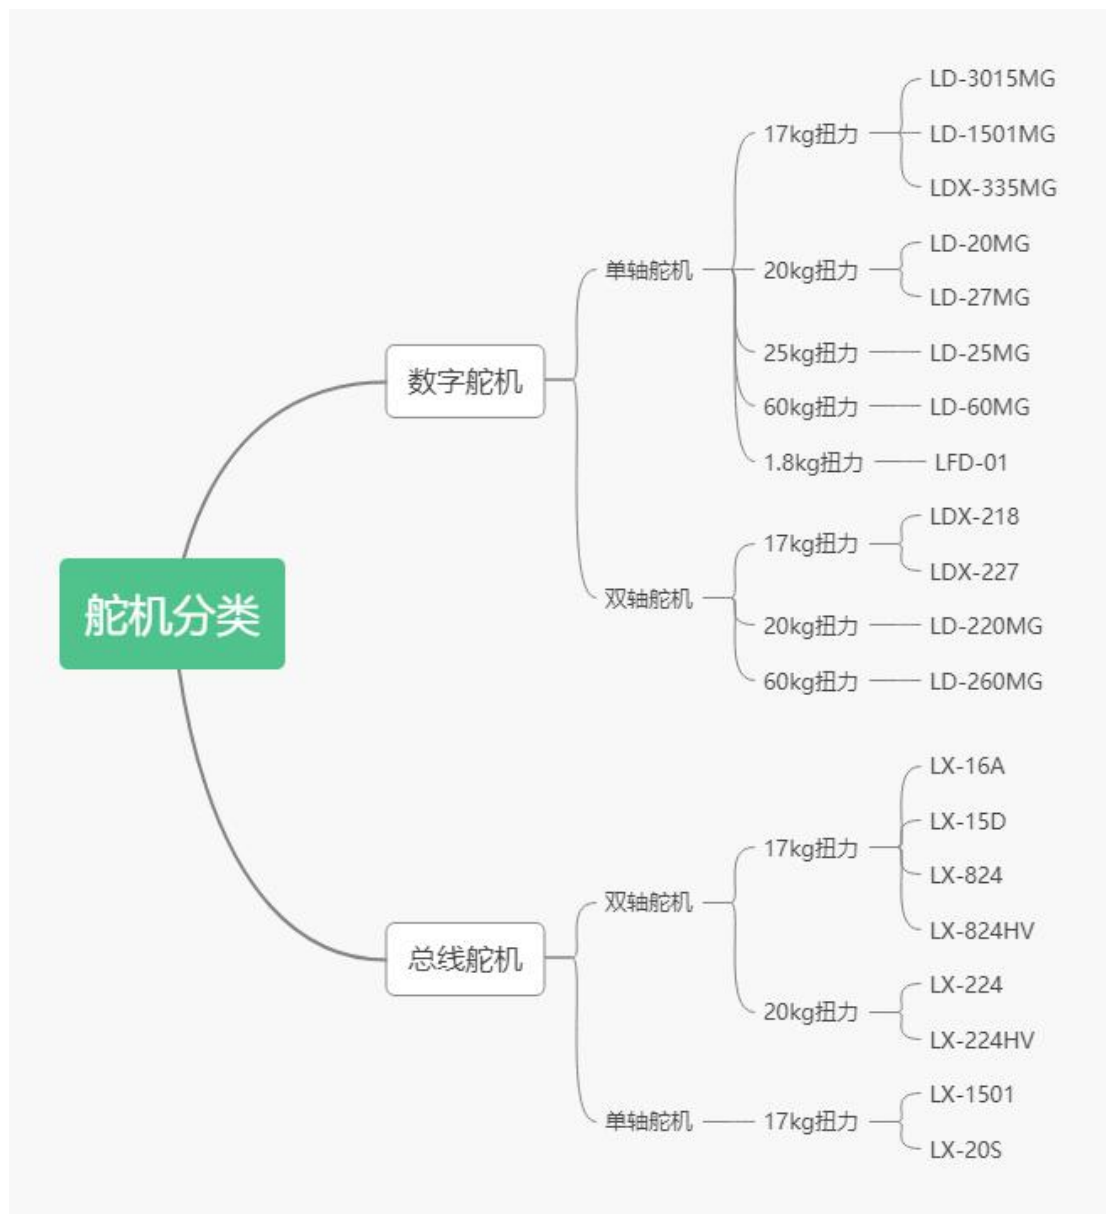 舵机分类
数字舵机
单轴舵机
17kg扭力
LD-3015MG
LD-1501MG
LDX-335MG
20kg扭力
LD-20MG
LD-27MG
25kg扭力
LD-25MG
60kg扭力
LD-60MG
1.8kg扭力
LFD-01
双轴舵机
17kg扭力
LDX-218
LDX-227
20kg扭力
LD-220MG
60kg扭力
LD-260MG
总线舵机
双轴舵机
17kg扭力
LX-16A
LX-15D
LX-824
LX-824HV
20kg扭力
LX-224
LX-224HV
单轴舵机
17kg扭力
LX-1501
LX-20S